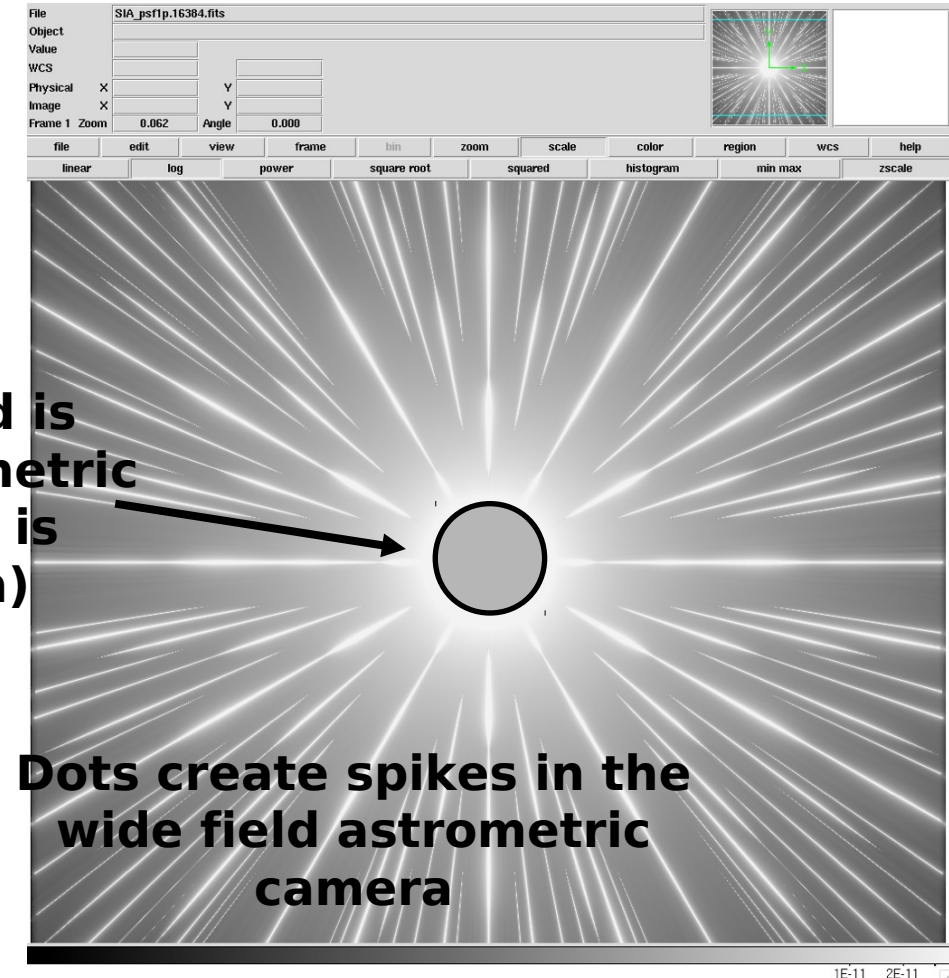 File SIA_psf1p.16384.fits
Object
Value
WCS
Physical X Y
Image X Y
Frame 1 Zoom 0.062 Angle 0.000
file edit view frame bin zoom scale color region wcs help
linear log power square root squared histogram min max zscale
is
metric
is
)
Dots create spikes in the
wide field astrometric
camera
1E-11 2E-11